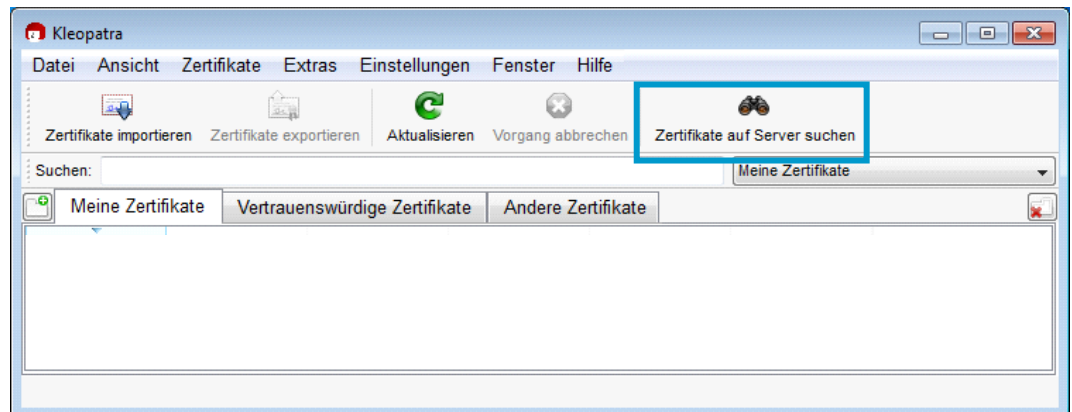 Kleopatra
Datei Ansicht Zertifikate Extras Einstellungen Fenster Hilfe
Zertifikate importieren Zertifikate exportieren Aktualisieren Vorgang abbrechen Zertifikate auf Server suchen
Suchen: Meine Zertifikate
Meine Zertifikate Vertrauenswürdige Zertifikate Andere Zertifikate